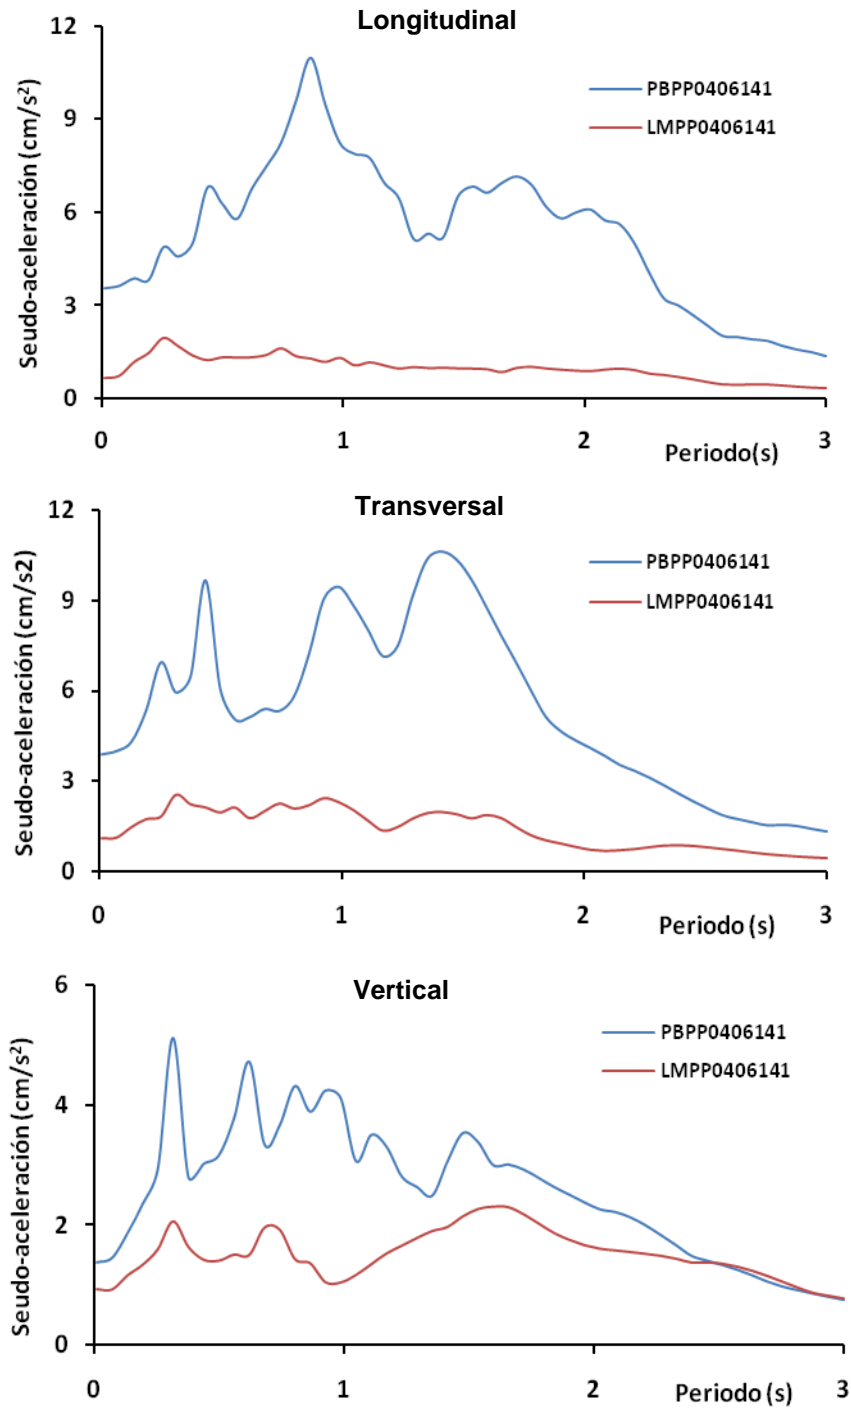 Longitudinal
12
9
6
3
0
Seudo-aceleración (cm/s²)
PBPP0406141
LMPP0406141
0 1 2 3
Periodo(s)
Transversal
12
9
6
3
0
Seudo-aceleración (cm/s2)
PBPP0406141
LMPP0406141
0 1 2 3
Periodo (s)
Vertical
6
4
2
0
Seudo-aceleración (cm/s²)
PBPP0406141
LMPP0406141
0 1 2 3
Periodo (s)